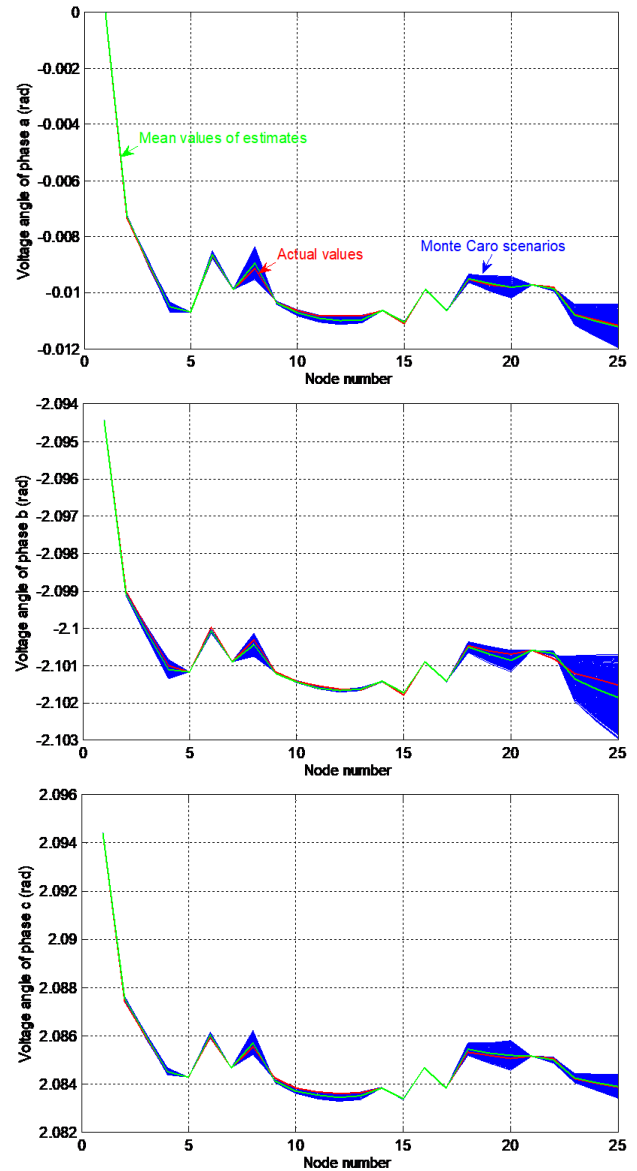 0
-0.002
-0.004
-0.006
-0.008
-0.01
-0.012
Voltage angle of phase a (rad)
Mean values of estimates
Actual values
Monte Caro scenarios
0 5 10 15 20 25
Node number
-2.094
-2.095
-2.096
-2.097
-2.098
-2.099
-2.1
-2.101
-2.102
-2.103
Voltage angle of phase b (rad)
0 5 10 15 20 25
Node number
2.096
2.094
2.092
2.09
2.088
2.086
2.084
2.082
Voltage angle of phase c (rad)
0 5 10 15 20 25
Node number